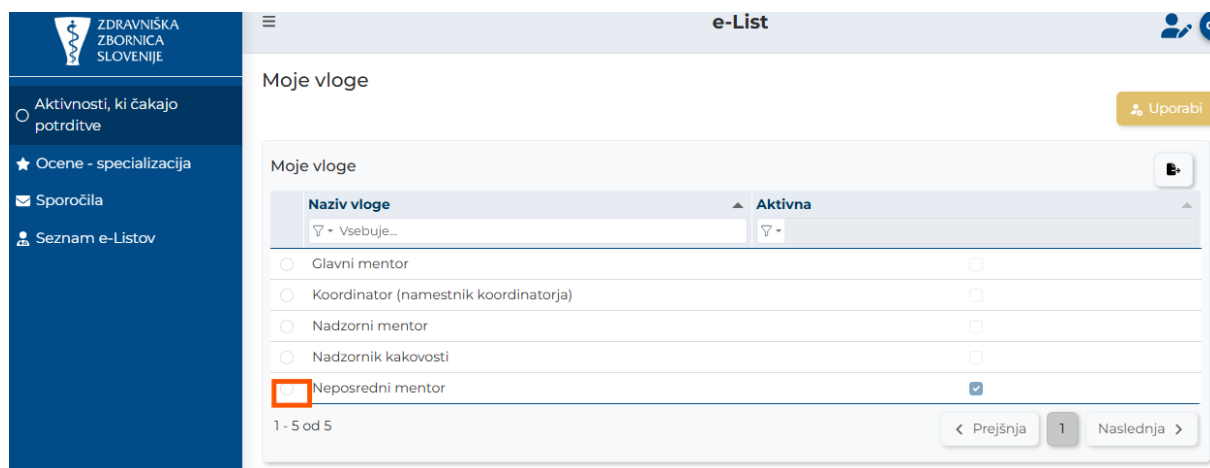 ZDRAVNIŠKA
ZBORNICA
SLOVENIJE
e-List
Aktivnosti, ki čakajo
potrditve
Ocene - specializacija
Sporočila
Seznam e-Listov
Moje vloge
Uporabi
Moje vloge
Naziv vloge Aktivna
Vsebuje...
Glavni mentor
Koordinator (namestnik koordinatorja)
Nadzorni mentor
Nadzornik kakovosti
Neposredni mentor
1 - 5 od 5
Prejšnja 1 Naslednja